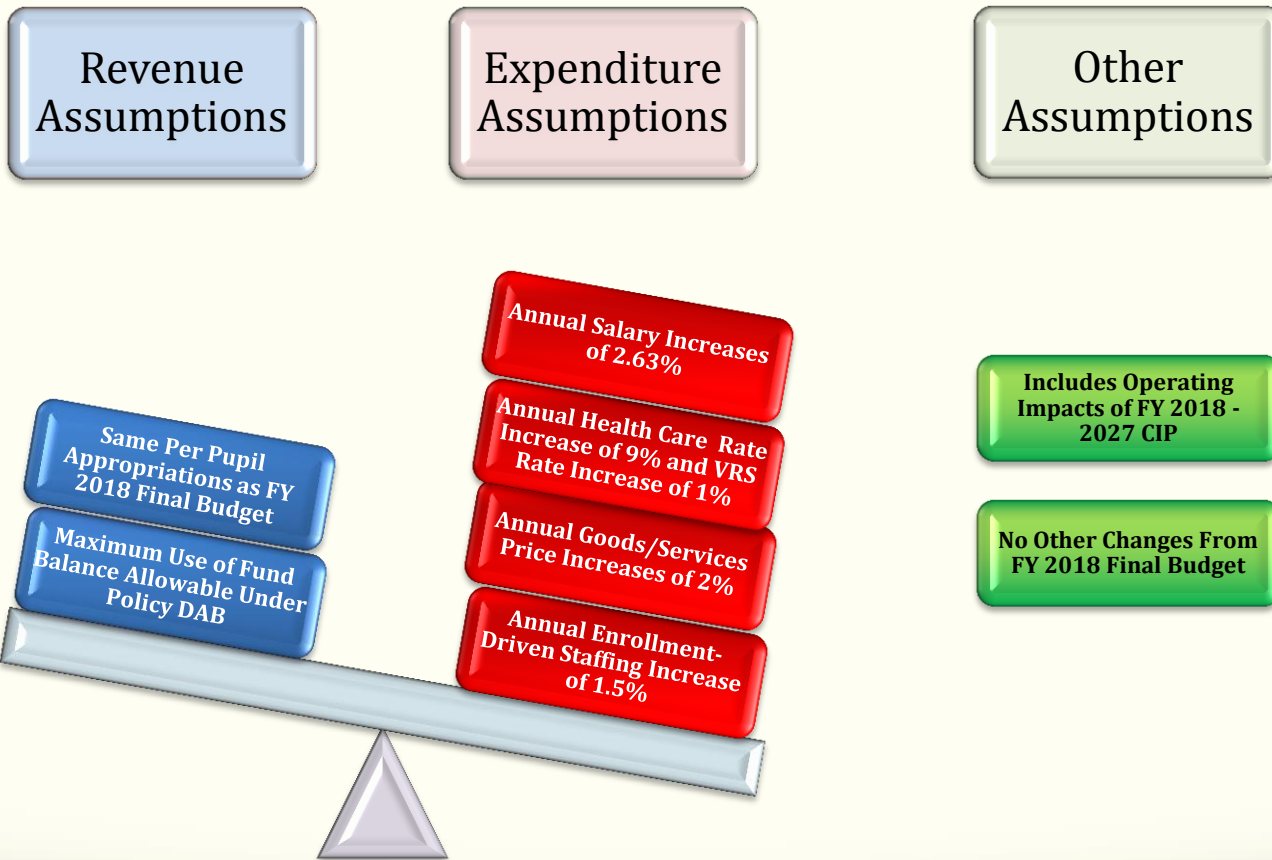 Revenue
Assumptions
Expenditure
Assumptions
Other
Assumptions
Same Per Pupil
Appropriations as FY
2018 Final Budget
Maximum Use of Fund
Balance Allowable Under
Policy DAB
Annual Salary Increases
of 2.63%
Annual Health Care Rate
Increase of 9% and VRS
Rate Increase of 1%
Annual Goods/Services
Price Increases of 2%
Annual Enrollment-
Driven Staffing Increase
of 1.5%
Includes Operating
Impacts of FY 2018 -
2027 CIP
No Other Changes From
FY 2018 Final Budget